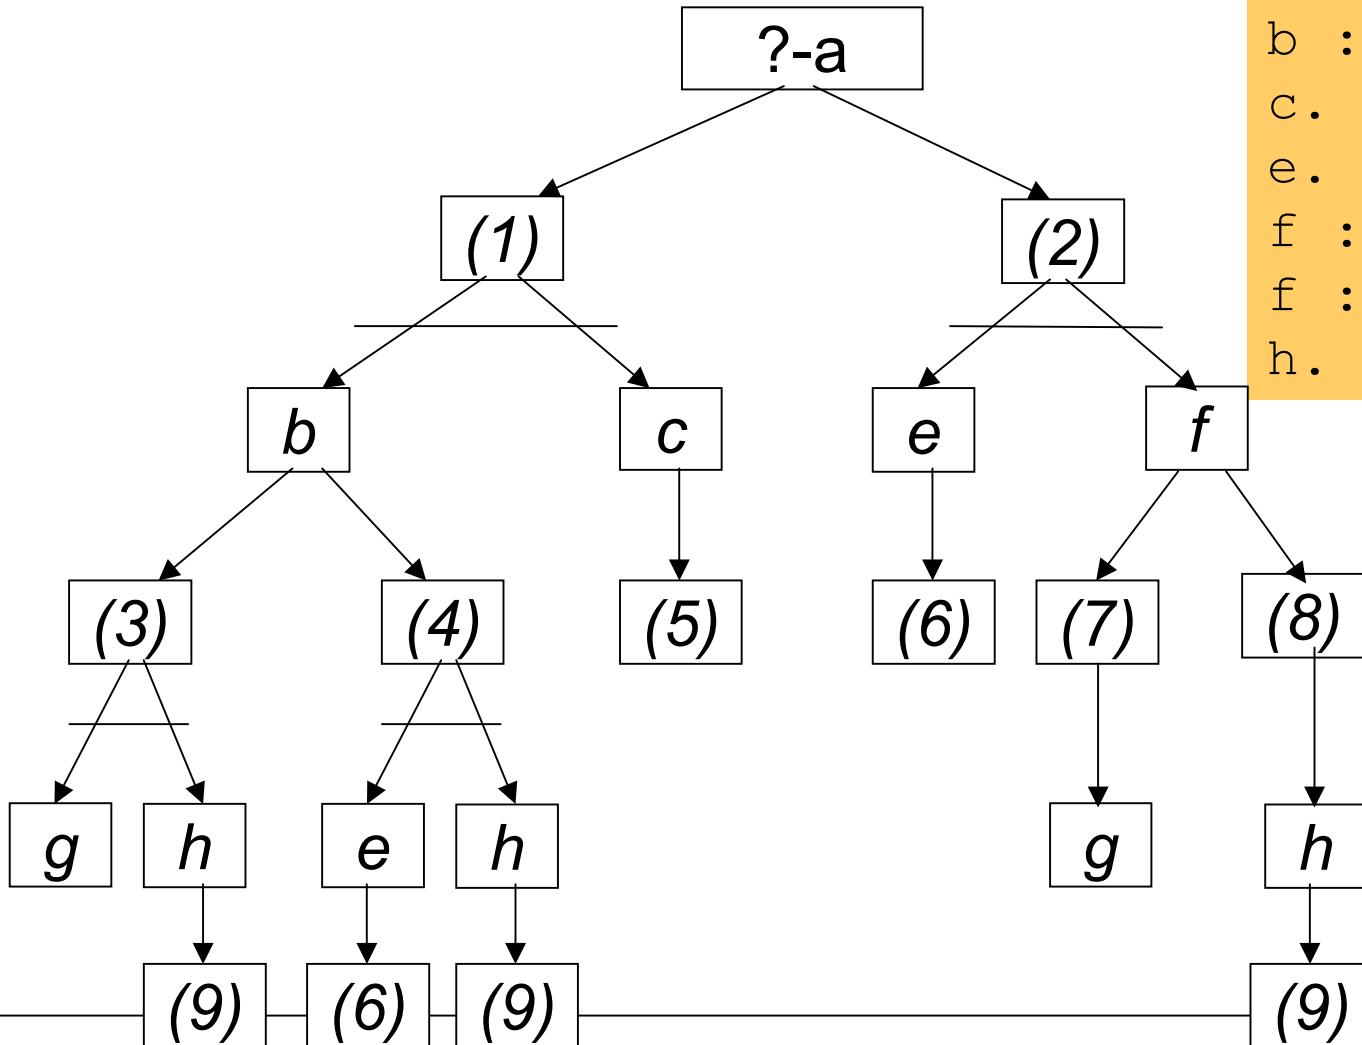 ?-a
b :
c.
e.
f :
f :
h.
(1) (2)
b c e f
(3) (4) (5) (6) (7) (8)
g h e h g h
(9) (6) (9) (9)